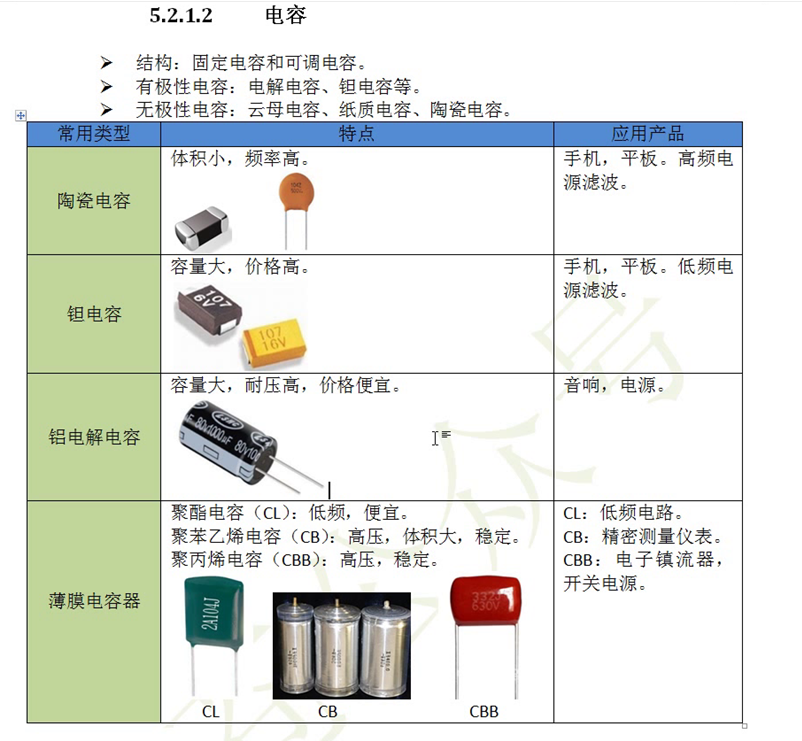 5.2.1.2 电容
结构：固定电容和可调电容。
有极性电容：电解电容、钽电容等。
无极性电容：云母电容、纸质电容、陶瓷电容。
常用类型 特点 应用产品
陶瓷电容
体积小，频率高。
手机，平板。高频电
源滤波。
钽电容
容量大，价格高。
107
6V
107
16V
手机，平板。低频电
源滤波。
铝电解电容
容量大，耐压高，价格便宜。
80v1000μF
音响，电源。
薄膜电容器
聚酯电容（CL）：低频，便宜。
聚苯乙烯电容（CB）：高压，体积大，稳定。
聚丙烯电容（CBB）：高压，稳定。
2A104J
630V
CL CB CBB
CL：低频电路。
CB：精密测量仪表。
CBB：电子镇流器，
开关电源。